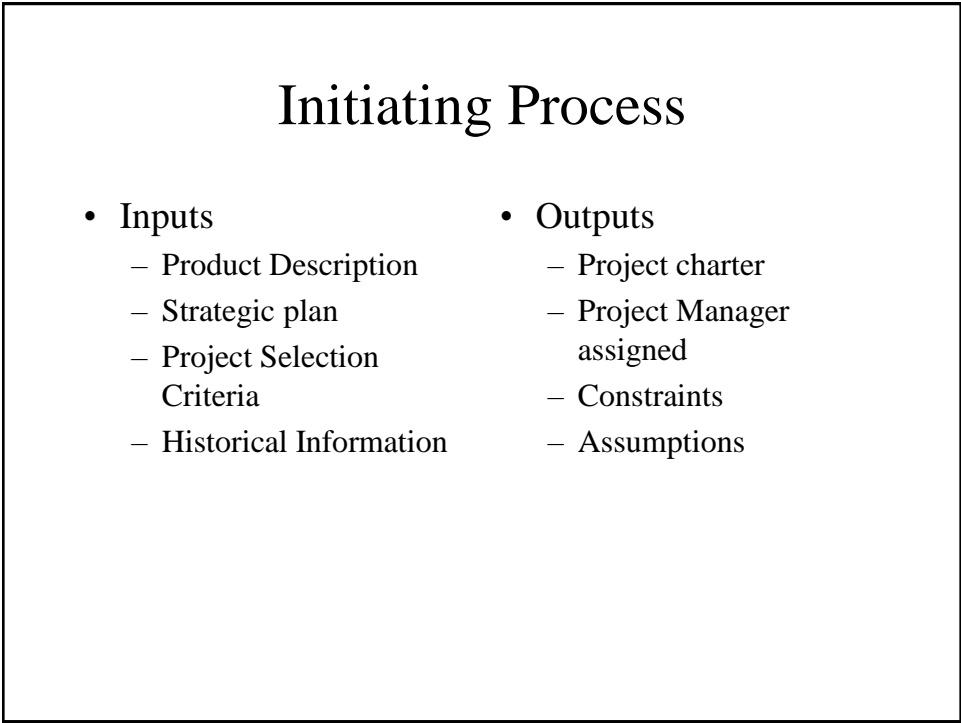 Initiating Process
• Inputs
– Product Description
– Strategic plan
– Project Selection
Criteria
– Historical Information
• Outputs
– Project charter
– Project Manager
assigned
– Constraints
– Assumptions